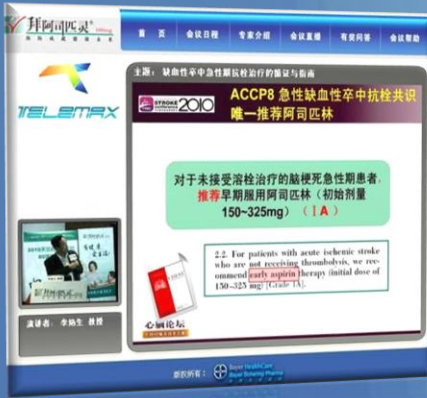 拜阿司匹灵
100mg
首 页
会议日程
专家介绍
会议直播
有奖问答
会议帮助
TELEMAX
主题: 缺血性卒中急性期抗栓治疗的循证与指南
STROKE
2010
ACCP8 急性缺血性卒中抗栓共识
唯一推荐阿司匹林
对于未接受溶栓治疗的脑梗死急性期患者,
推荐早期服用阿司匹林(初始剂量
150~325mg)(ⅠA)
2.2. For patients with acute ischemic stroke
who are not receiving thrombolysis, we rec-
ommend early aspirin therapy (initial dose of
150–325 mg) [Grade 1A].
CHEST
心脑论坛
演讲者: 李焰生 教授
版权所有:
Bayer HealthCare
Bayer Schering Pharma